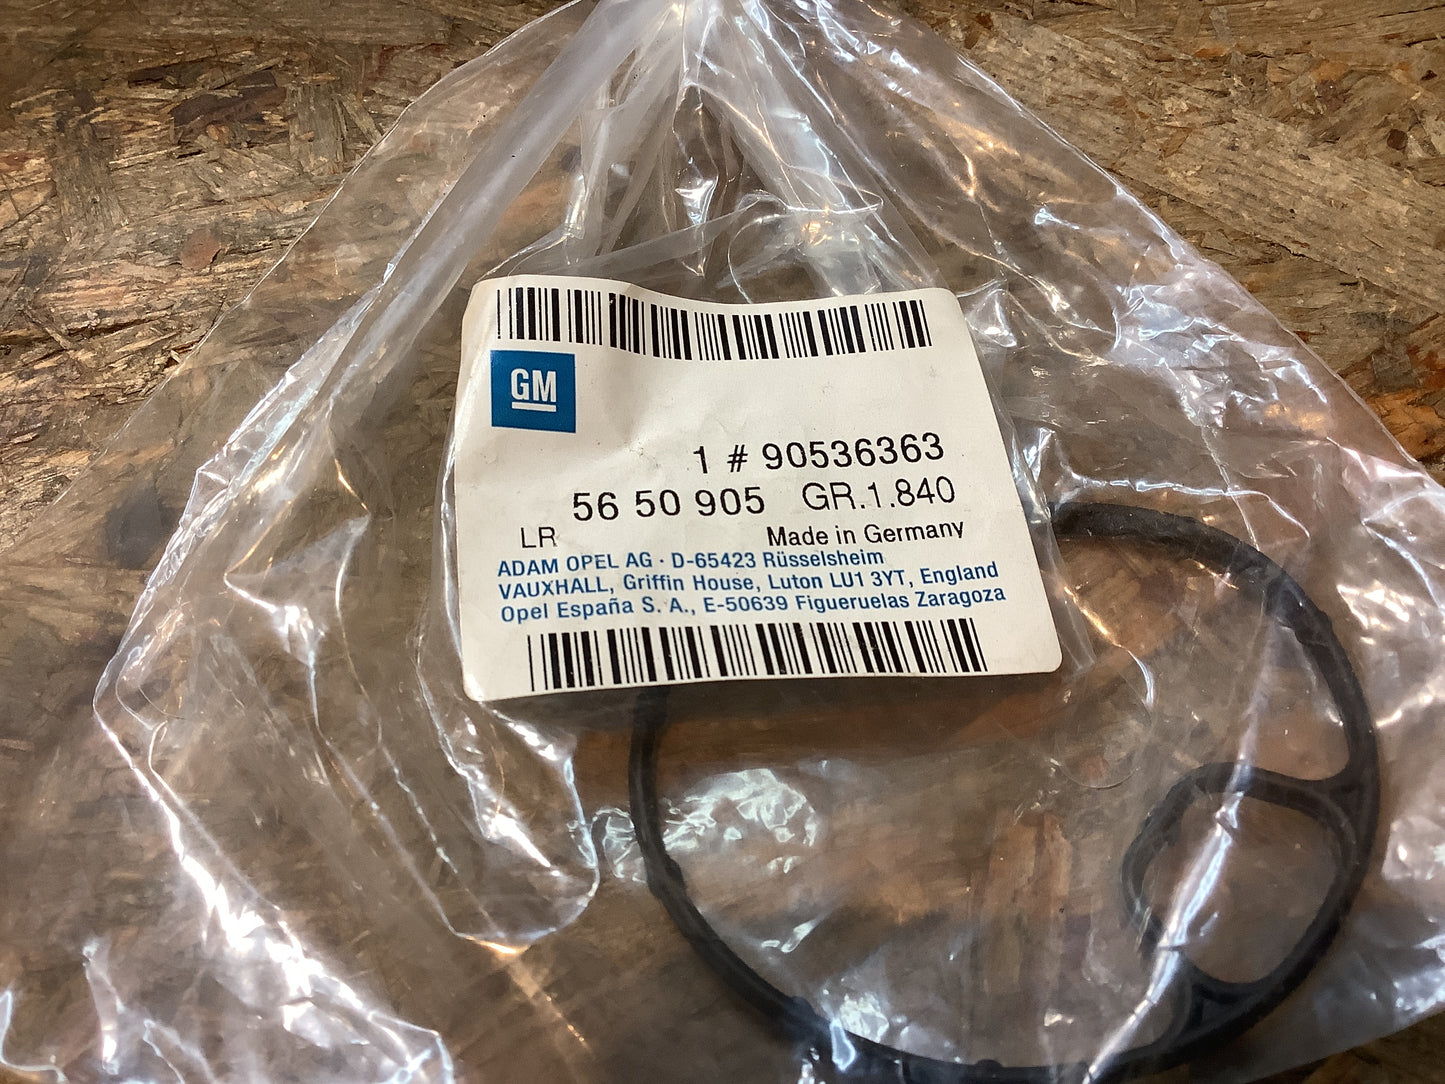 GM
1 # 90536363
56 50 905 GR.1.840
LR Made in Germany
ADAM OPEL AG · D-65423 Rüsselsheim
VAUXHALL, Griffin House, Luton LU1 3YT, England
Opel España S. A., E-50639 Figueruelas Zaragoza